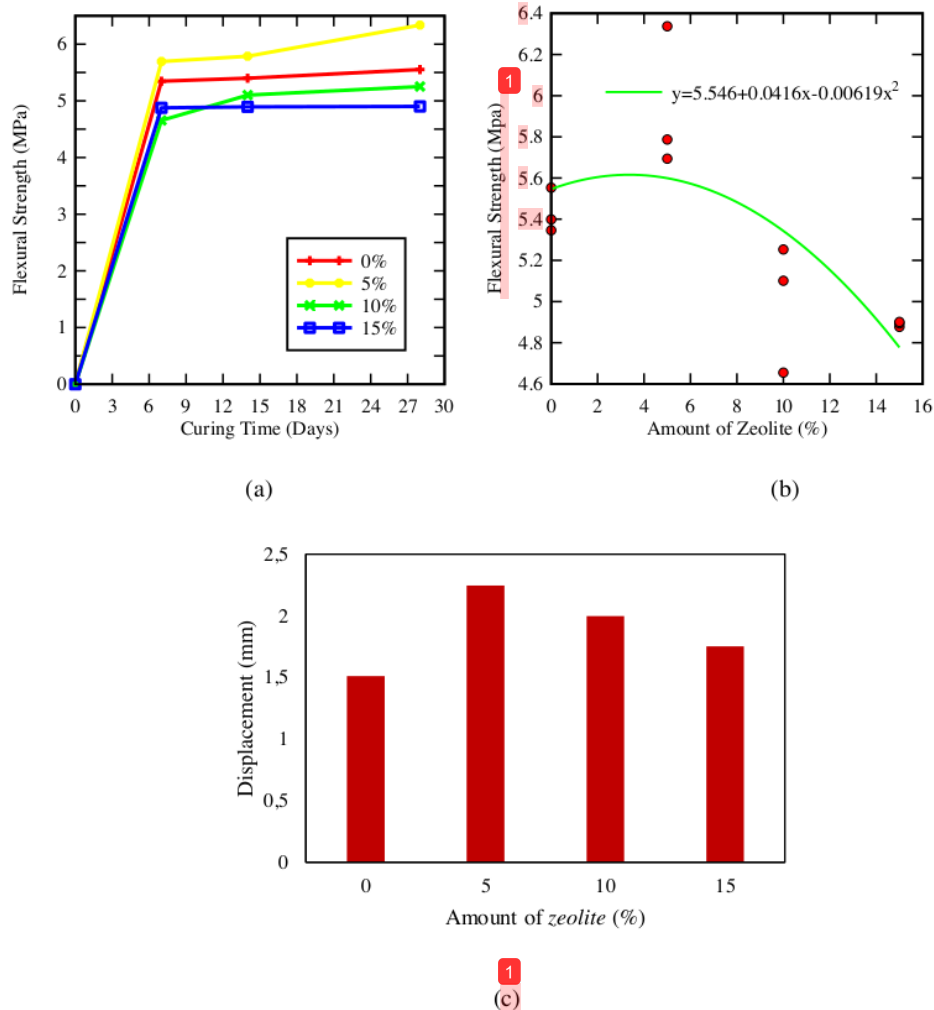 Flexural Strength (MPa)
6
5
4
3
2
1
0
0 3 6 9 12 15 18 21 24 27 30
Curing Time (Days)
0%
5%
10%
15%
(a)
1
Flexural Strength (Mpa)
6.4
6.2
6
5.8
5.6
5.4
5.2
5
4.8
4.6
y=5.546+0.0416x-0.00619x²
0 2 4 6 8 10 12 14 16
Amount of Zeolite (%)
(b)
Displacement (mm)
2,5
2
1,5
1
0,5
0
0 5 10 15
Amount of zeolite (%)
1
(c)